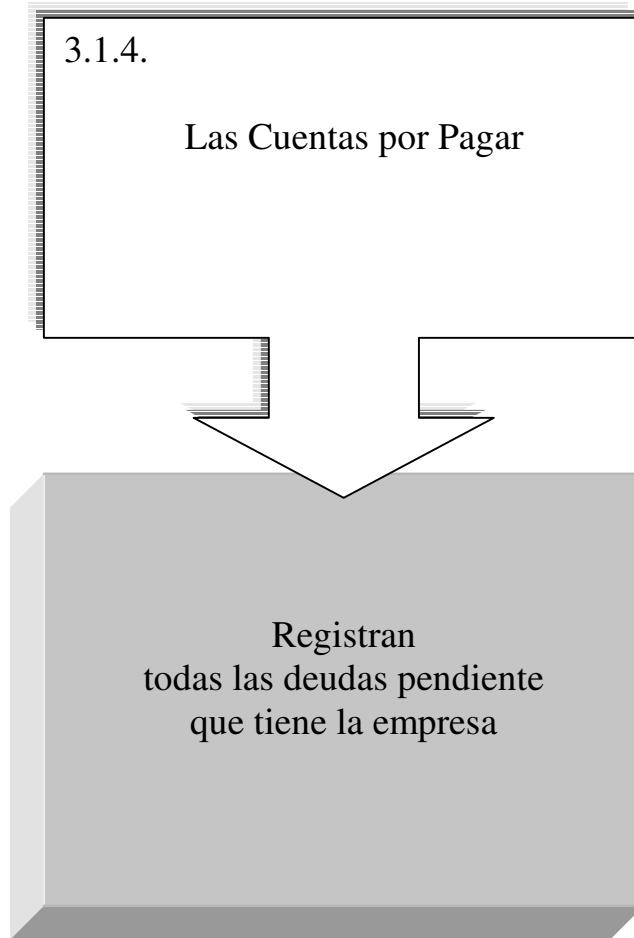 3.1.4.
Las Cuentas por Pagar
Registran
todas las deudas pendiente
que tiene la empresa